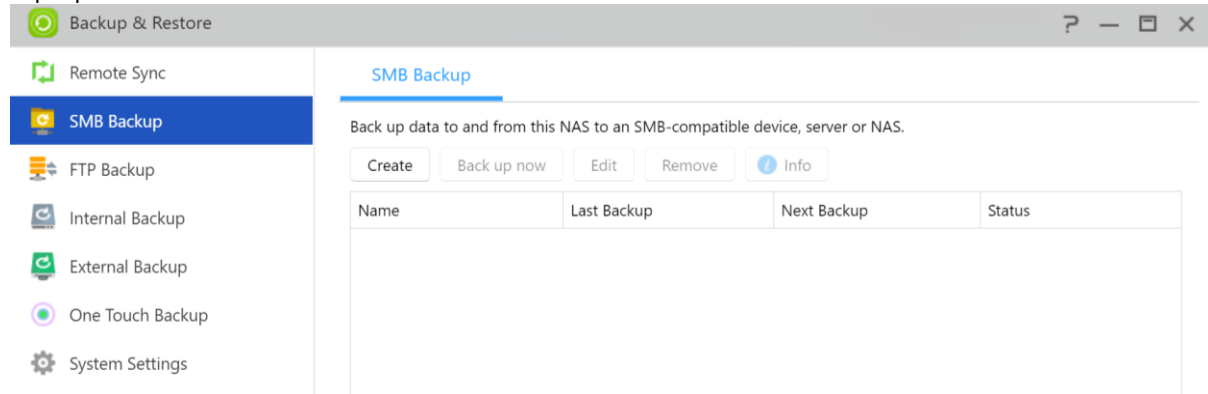 Backup & Restore
Remote Sync
SMB Backup
FTP Backup
Internal Backup
External Backup
One Touch Backup
System Settings
SMB Backup
Back up data to and from this NAS to an SMB-compatible device, server or NAS.
Create Back up now Edit Remove Info
Name Last Backup Next Backup Status